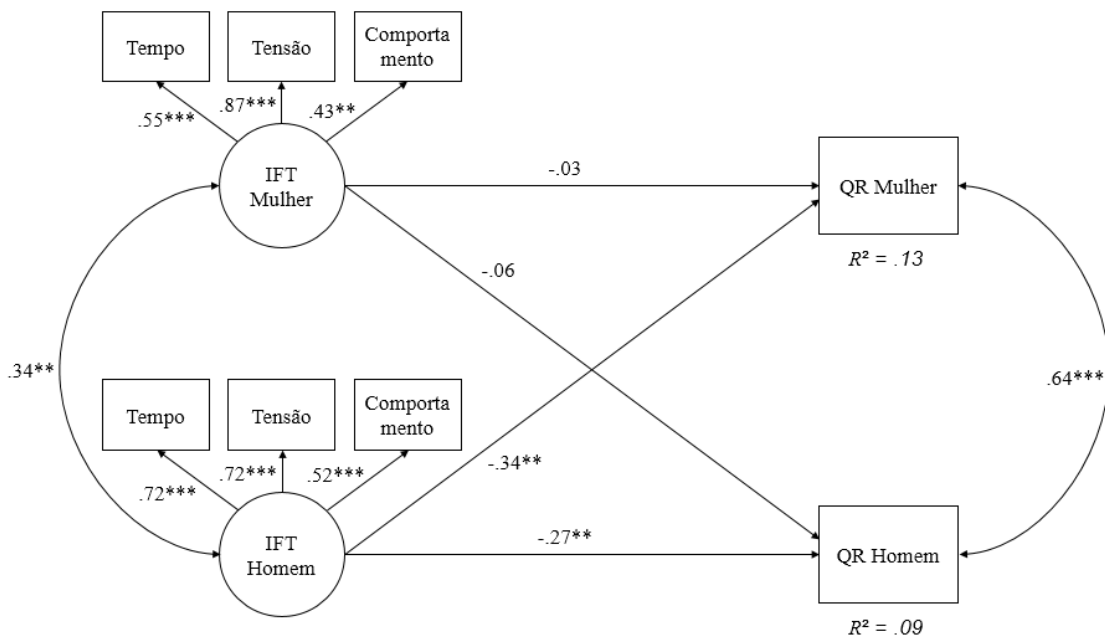 Tempo
Tensão
Comporta
mento
.55***
.87***
.43**
IFT
Mulher
-.03
QR Mulher
R² = .13
-.06
.34**
.64***
Tempo
Tensão
Comporta
mento
.72***
.72***
.52***
-.34**
IFT
Homem
-.27**
QR Homem
R² = .09